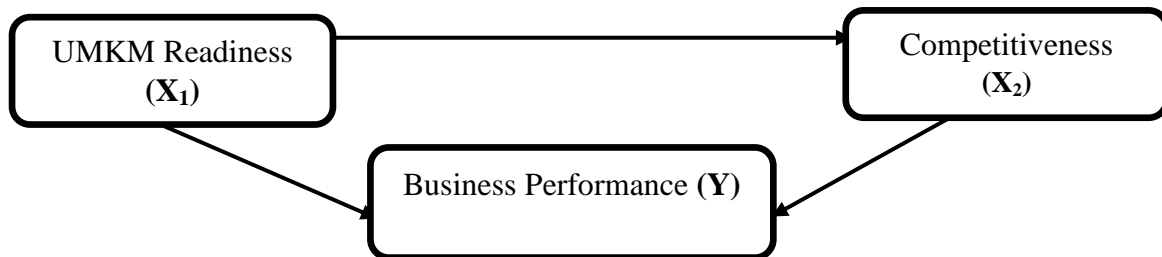 UMKM Readiness
(X₁)
Competitiveness
(X₂)
Business Performance (Y)